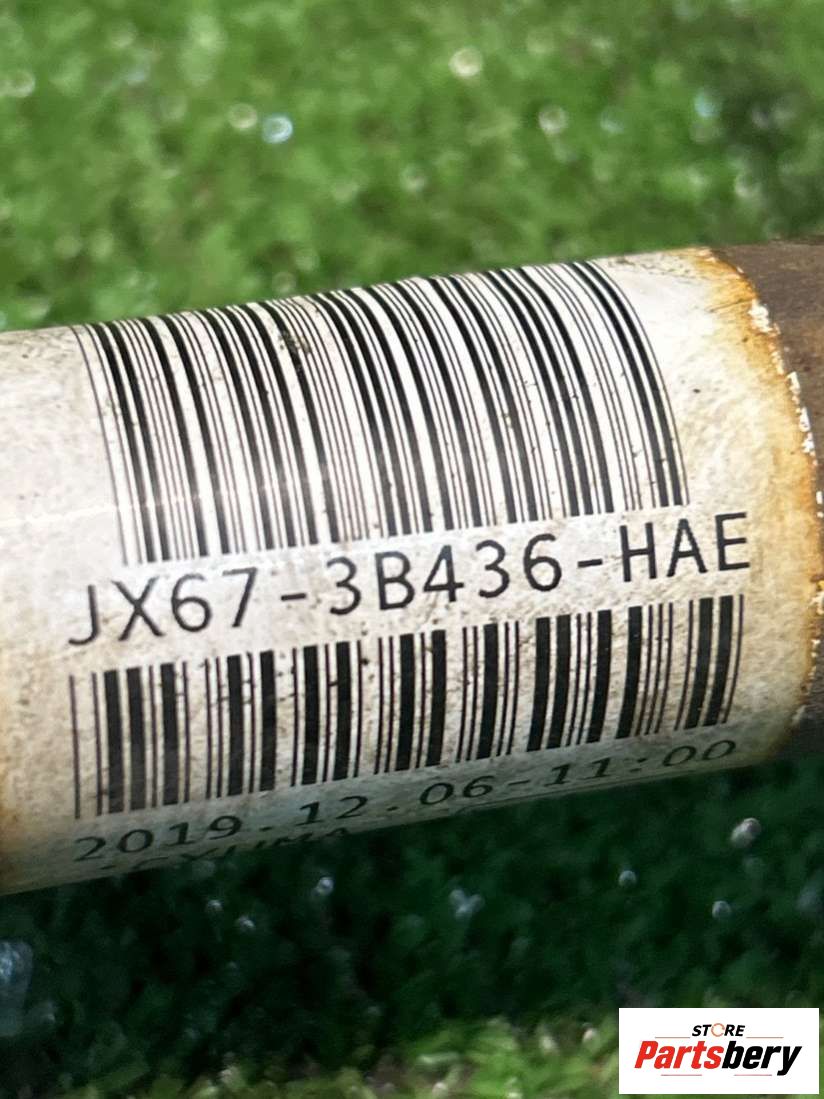 JX67-3B436-HAE
2019.12.06-11:00
STORE
Partsbery